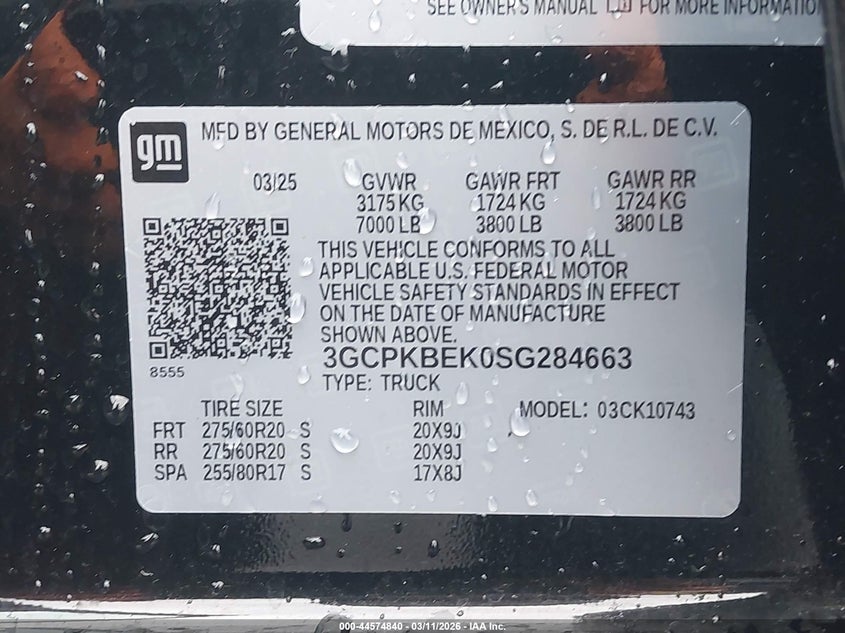 SEE OWNER'S MANUAL FOR MORE INFORMATION
gm
MFD BY GENERAL MOTORS DE MEXICO, S. DE R.L. DE C.V.
03/25 GVWR GAWR FRT GAWR RR
3175 KG 1724 KG 1724 KG
7000 LB 3800 LB 3800 LB
THIS VEHICLE CONFORMS TO ALL
APPLICABLE U.S. FEDERAL MOTOR
VEHICLE SAFETY STANDARDS IN EFFECT
ON THE DATE OF MANUFACTURE
SHOWN ABOVE.
3GCPKBEK0SG284663
8555
TYPE: TRUCK
TIRE SIZE RIM MODEL: 03CK10743
FRT 275/60R20 S 20X9J
RR 275/60R20 S 20X9J
SPA 255/80R17 S 17X8J
000-44574840 - 03/11/2026 - IAA Inc.